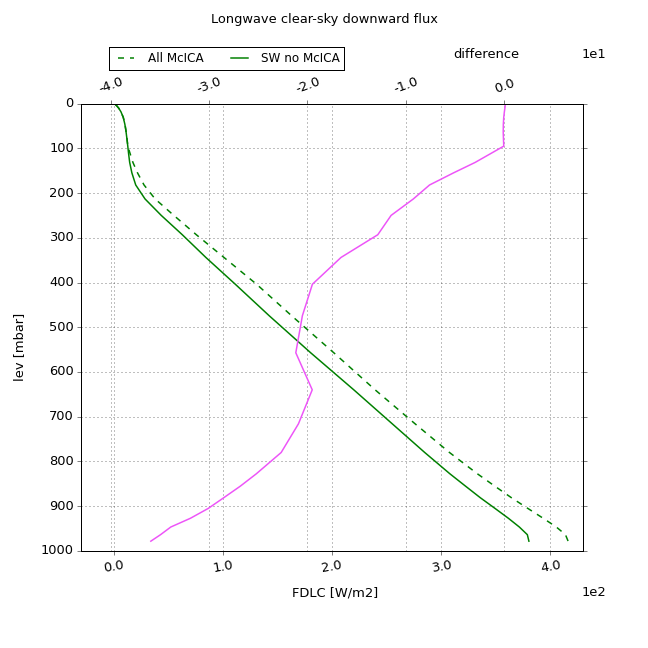 Longwave clear-sky downward flux
All McICA SW no McICA
difference 1e1
-4.0 -3.0 -2.0 -1.0 0.0
0
100
200
300
400
500
600
700
800
900
1000
lev [mbar]
0.0 1.0 2.0 3.0 4.0
FDLC [W/m2] 1e2